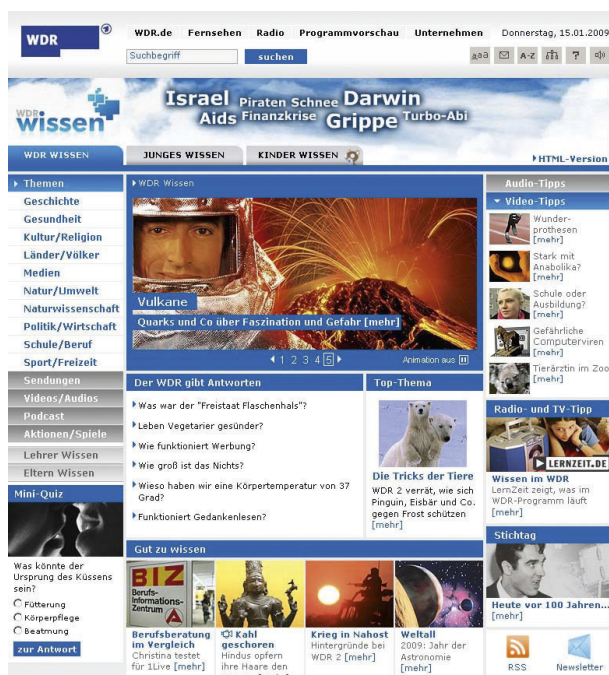 WDR
WDR.de Fernsehen Radio Programmvorschau Unternehmen Donnerstag, 15.01.2009
Suchbegriff suchen aaa A-Z ?
WDR wissen
Israel Piraten Schnee Darwin
Aids Finanzkrise Grippe Turbo-Abi
WDR WISSEN JUNGES WISSEN KINDER WISSEN HTML-Version
Themen
Geschichte
Gesundheit
Kultur/Religion
Länder/Völker
Medien
Natur/Umwelt
Naturwissenschaft
Politik/Wirtschaft
Schule/Beruf
Sport/Freizeit
Sendungen
Videos/Audios
Podcast
Aktionen/Spiele
Lehrer Wissen
Eltern Wissen
Mini-Quiz
Was könnte der
Ursprung des Küssens
sein?
Fütterung
Körperpflege
Beatmung
zur Antwort
WDR Wissen
Vulkane
Quarks und Co über Faszination und Gefahr [mehr]
1 2 3 4 5 Animation aus
Der WDR gibt Antworten
Was war der "Freistaat Flaschenhals"?
Leben Vegetarier gesünder?
Wie funktioniert Werbung?
Wie groß ist das Nichts?
Wieso haben wir eine Körpertemperatur von 37
Grad?
Funktioniert Gedankenlesen?
Top-Thema
Die Tricks der Tiere
WDR 2 verrät, wie sich
Pinguin, Eisbär und Co.
gegen Frost schützen
[mehr]
Gut zu wissen
BIZ
Berufs-
Informations-
Zentrum
Berufsberatung
im Vergleich
Christina testet
für 1Live [mehr]
Kahl
geschoren
Hindus opfern
ihre Haare den
Krieg in Nahost
Hintergründe bei
WDR 2 [mehr]
Weltall
2009: Jahr der
Astronomie
[mehr]
Audio-Tipps
Video-Tipps
Wunder-
prothesen
[mehr]
Stark mit
Anabolika?
[mehr]
Schule oder
Ausbildung?
[mehr]
Gefährliche
Computerviren
[mehr]
Tierärztin im Zoo
[mehr]
Radio- und TV-Tipp
LERNZEIT.DE
Wissen im WDR
LernZeit zeigt, was im
WDR-Programm läuft
[mehr]
Stichtag
Heute vor 100 Jahren...
[mehr]
RSS Newsletter